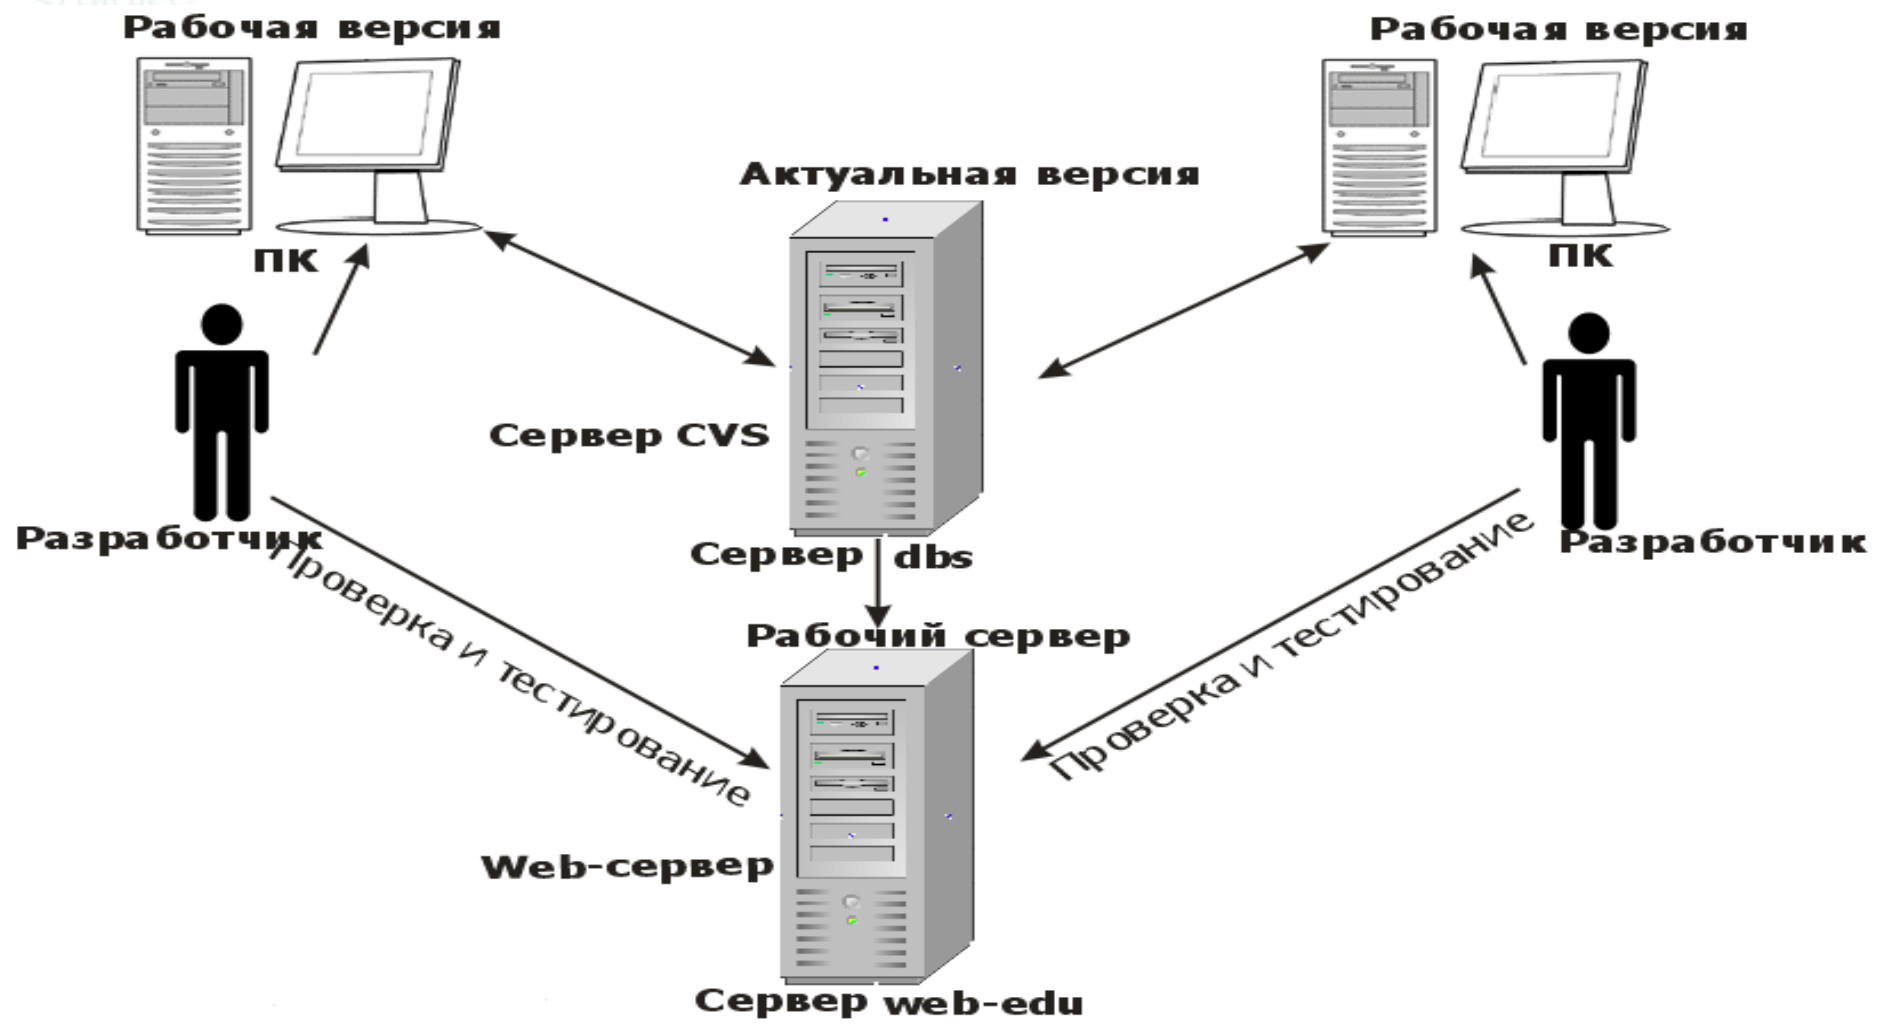 Рабочая версия
Рабочая версия
Актуальная версия
ПК
ПК
Сервер CVS
Разработчик
Разработчик
Сервер dbs
Проверка и тестирование
Проверка и тестирование
Рабочий сервер
Web-сервер
Сервер web-edu